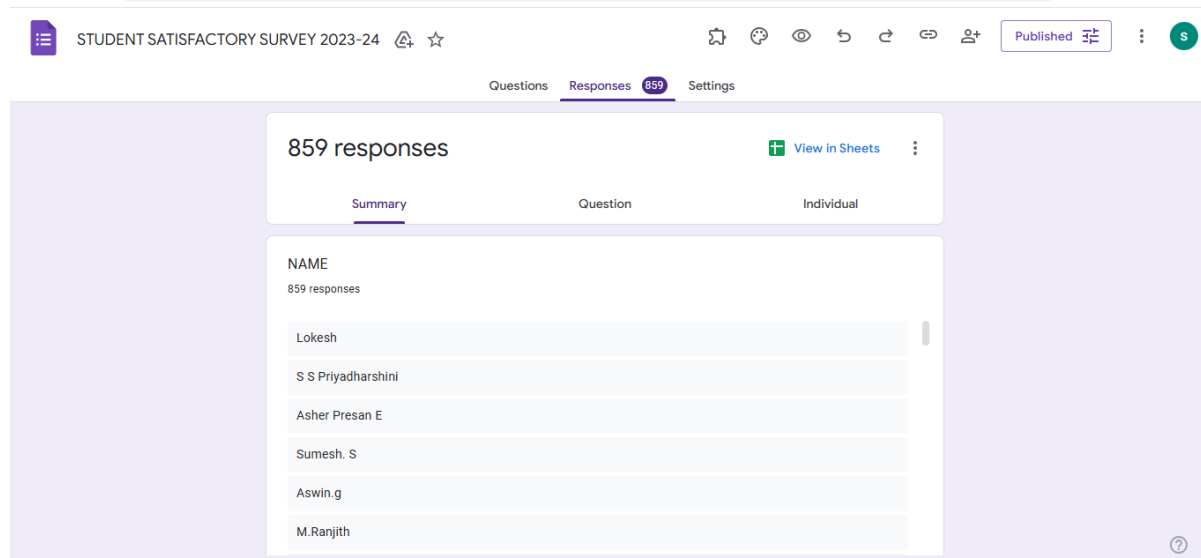 STUDENT SATISFACTORY SURVEY 2023-24
Published
S
Questions Responses 859 Settings
859 responses
View in Sheets
Summary Question Individual
NAME
859 responses
Lokesh
S S Priyadharshini
Asher Presan E
Sumesh. S
Aswin.g
M.Ranjith